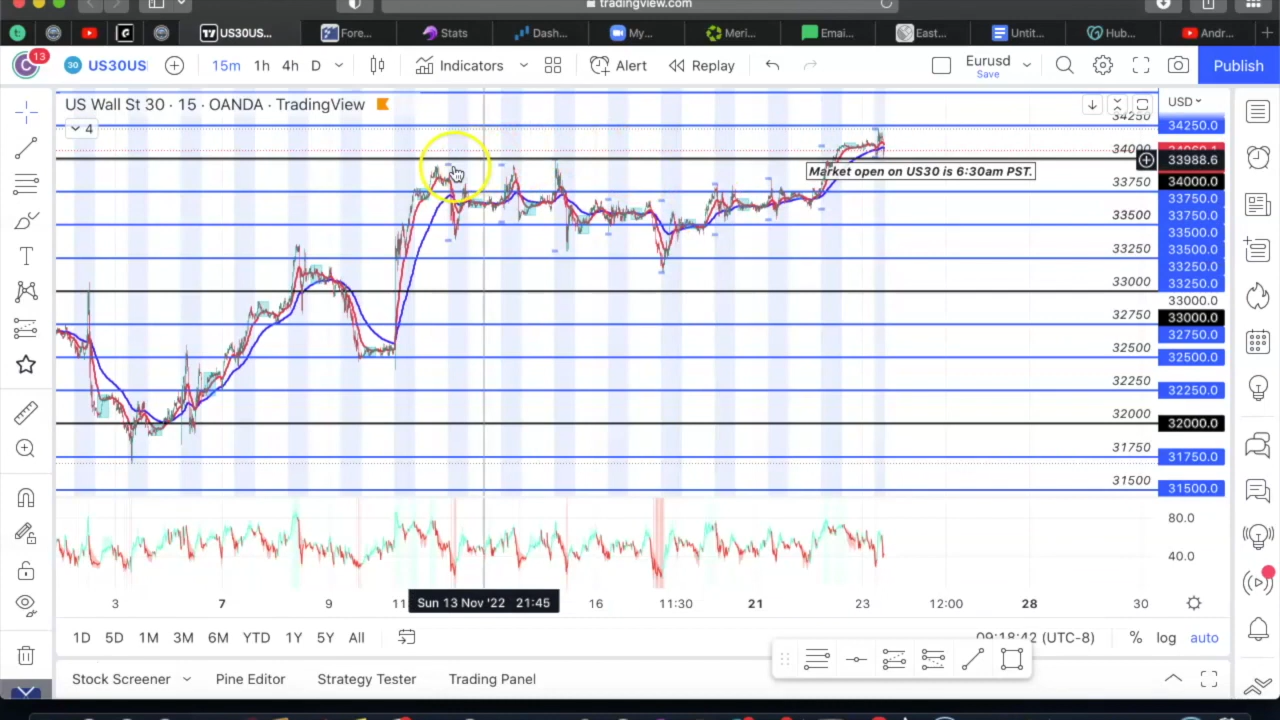 tradingview.com
US30US...
Fore...
Stats
Dash...
My...
Meri...
Emai...
East...
Untit...
Hub...
Andr...
13
30
US30US
15m
1h
4h
D
Indicators
Alert
Replay
Eurusd
Save
Publish
US Wall St 30 · 15 · OANDA · TradingView
4
USD
34250
34250.0
34000
33988.6
Market open on US30 is 6:30am PST.
33750
34000.0
33750.0
33750.0
33500
33500.0
33500.0
33250
33250.0
33250.0
33000
33000.0
33000.0
32750
32750.0
32500
32500.0
32250
32250.0
32000
32000.0
31750
31750.0
31500
31500.0
80.0
40.0
3
7
9
11
Sun 13 Nov '22 21:45
16
11:30
21
23
12:00
28
30
1D
5D
1M
3M
6M
YTD
1Y
5Y
All
09:18:42 (UTC-8)
%
log
auto
Stock Screener
Pine Editor
Strategy Tester
Trading Panel